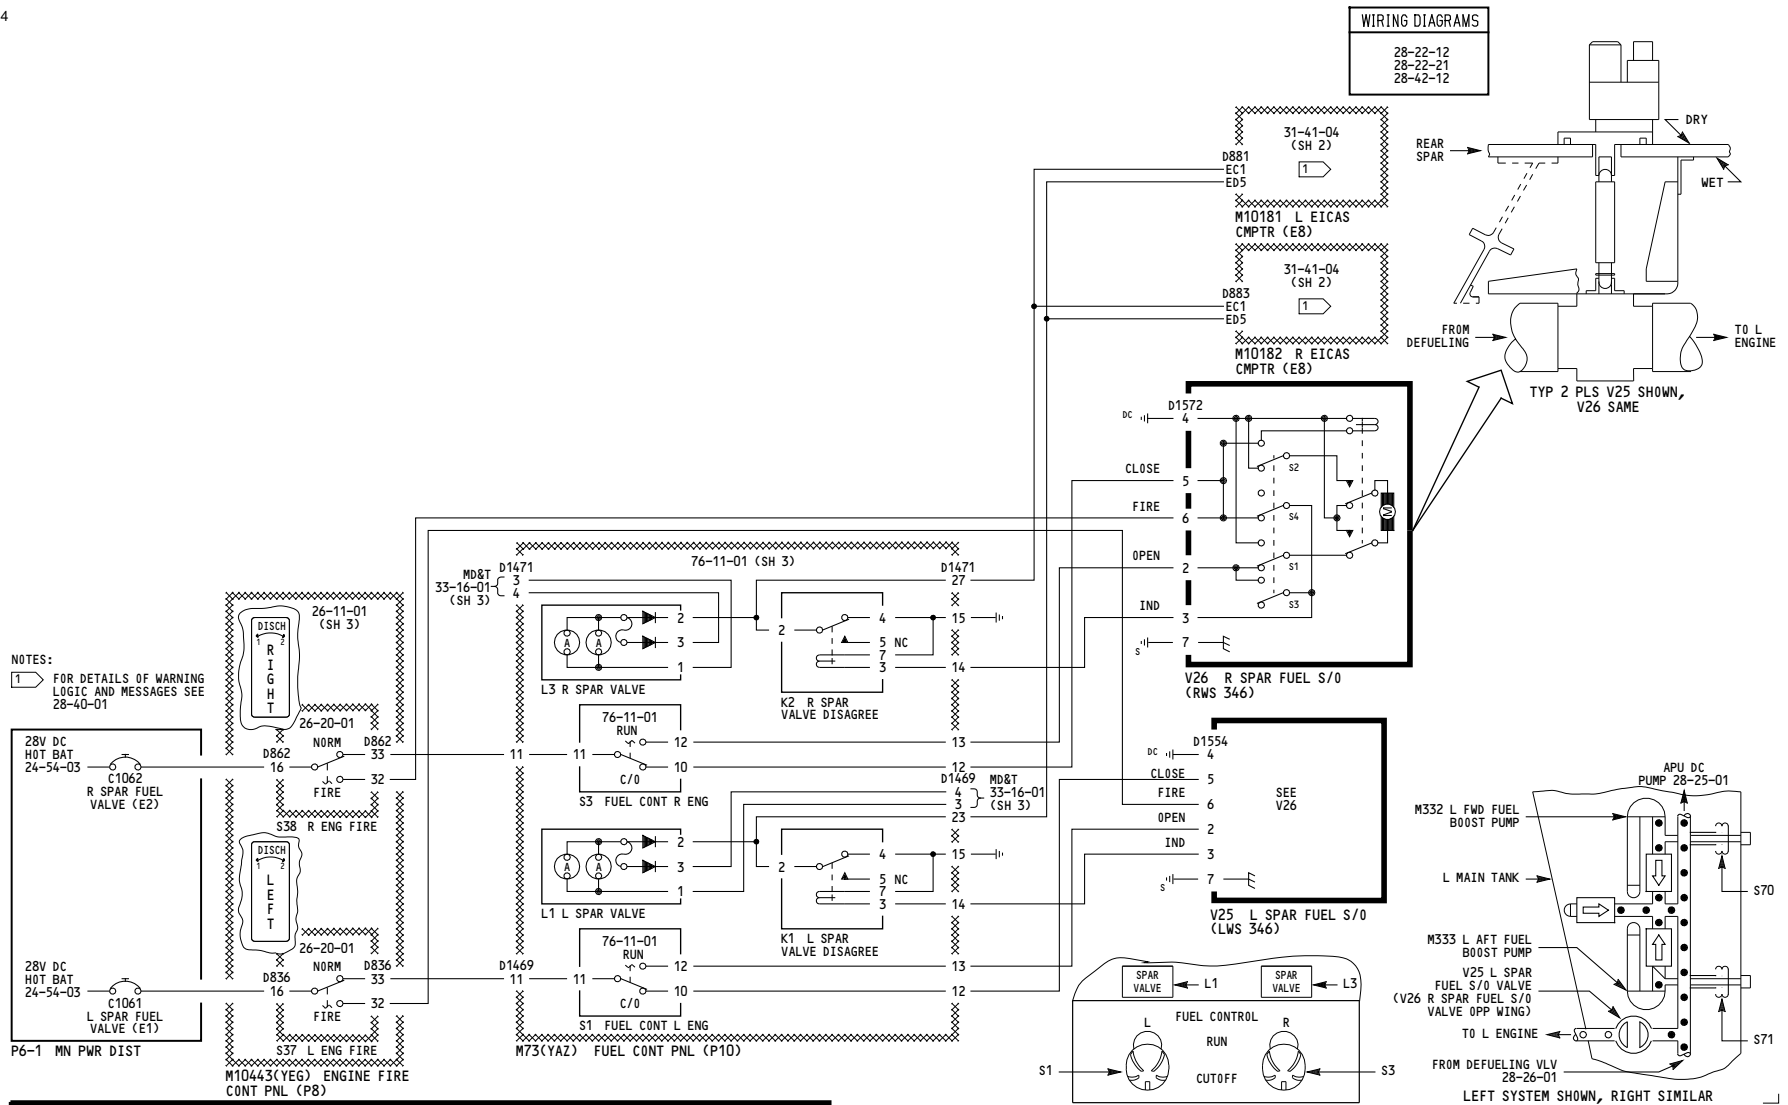 4
WIRING DIAGRAMS
28-22-12
28-22-21
28-42-12
31-41-04
(SH 2)
1
D881
EC1
ED5
M10181 L EICAS
CMPTR (E8)
31-41-04
(SH 2)
1
D883
EC1
ED5
M10182 R EICAS
CMPTR (E8)
DRY
REAR
SPAR
WET
FROM
DEFUELING
TO L
ENGINE
TYP 2 PLS V25 SHOWN,
V26 SAME
D1572
DC
4
CLOSE
5
FIRE
6
OPEN
2
IND
3
S
7
S2
S4
S1
S3
M
V26 R SPAR FUEL S/O
(RWS 346)
D1554
DC
4
CLOSE
5
FIRE
6
OPEN
2
IND
3
S
7
SEE
V26
V25 L SPAR FUEL S/O
(LWS 346)
76-11-01 (SH 3)
D1471
MD&T
33-16-01
(SH 3)
3
4
D1471
27
A
A
2
3
1
L3 R SPAR VALVE
2
4
5 NC
7
3
15
14
K2 R SPAR
VALVE DISAGREE
76-11-01
RUN
11
11
12
10
C/O
13
12
S3 FUEL CONT R ENG
D1469
4
3
MD&T
33-16-01
(SH 3)
23
A
A
2
3
1
L1 L SPAR VALVE
2
4
5 NC
7
3
15
14
K1 L SPAR
VALVE DISAGREE
76-11-01
RUN
D1469
11
11
12
10
C/O
13
12
S1 FUEL CONT L ENG
M73(YAZ) FUEL CONT PNL (P10)
26-11-01
(SH 3)
DISCH
1 2
RIGHT
26-20-01
D862
16
NORM
D862
33
32
FIRE
S38 R ENG FIRE
DISCH
1 2
LEFT
26-20-01
D836
16
NORM
D836
33
32
FIRE
S37 L ENG FIRE
M10443(YEG) ENGINE FIRE
CONT PNL (P8)
NOTES:
1
FOR DETAILS OF WARNING
LOGIC AND MESSAGES SEE
28-40-01
28V DC
HOT BAT
24-54-03
C1062
R SPAR FUEL
VALVE (E2)
28V DC
HOT BAT
24-54-03
C1061
L SPAR FUEL
VALVE (E1)
P6-1 MN PWR DIST
SPAR
VALVE
L1
SPAR
VALVE
L3
FUEL CONTROL
L
R
RUN
CUTOFF
S1
S3
APU DC
PUMP 28-25-01
M332 L FWD FUEL
BOOST PUMP
L MAIN TANK
S70
M333 L AFT FUEL
BOOST PUMP
V25 L SPAR
FUEL S/O VALVE
(V26 R SPAR FUEL S/O
VALVE OPP WING)
TO L ENGINE
S71
FROM DEFUELING VLV
28-26-01
LEFT SYSTEM SHOWN, RIGHT SIMILAR